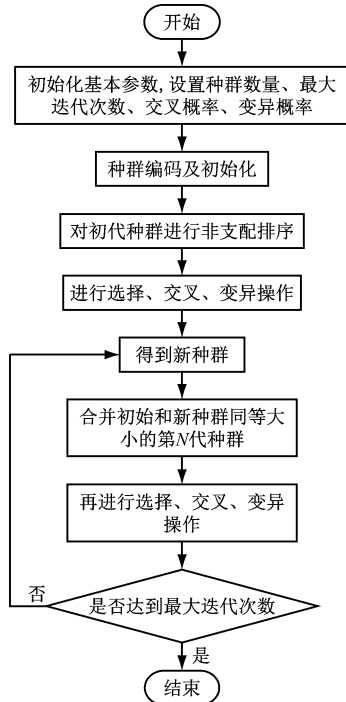 开始
初始化基本参数,设置种群数量、最大
迭代次数、交叉概率、变异概率
种群编码及初始化
对初代种群进行非支配排序
进行选择、交叉、变异操作
得到新种群
合并初始和新种群同等大
小的第N代种群
再进行选择、交叉、变异
操作
否
是否达到最大迭代次数
是
结束